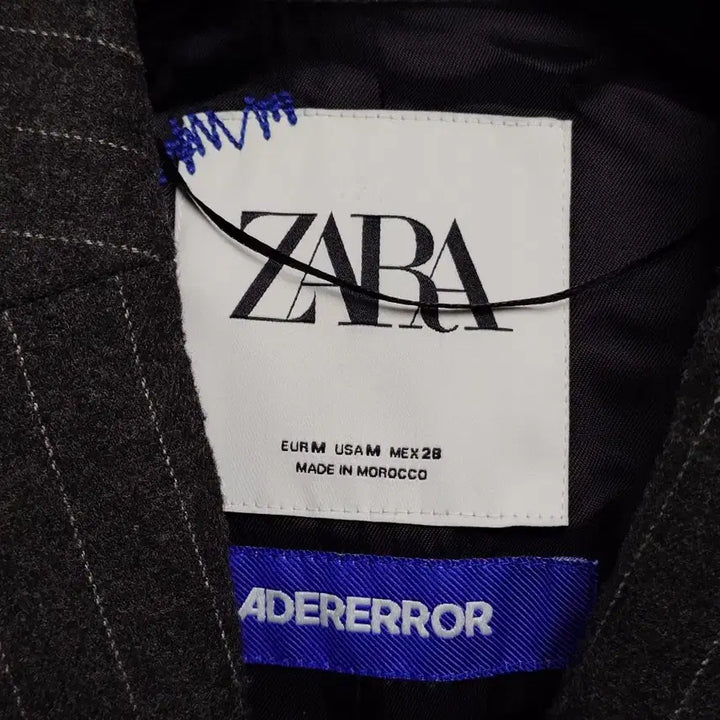 ZARA
EUR M USA M MEX 28
MADE IN MOROCCO
ADERERROR